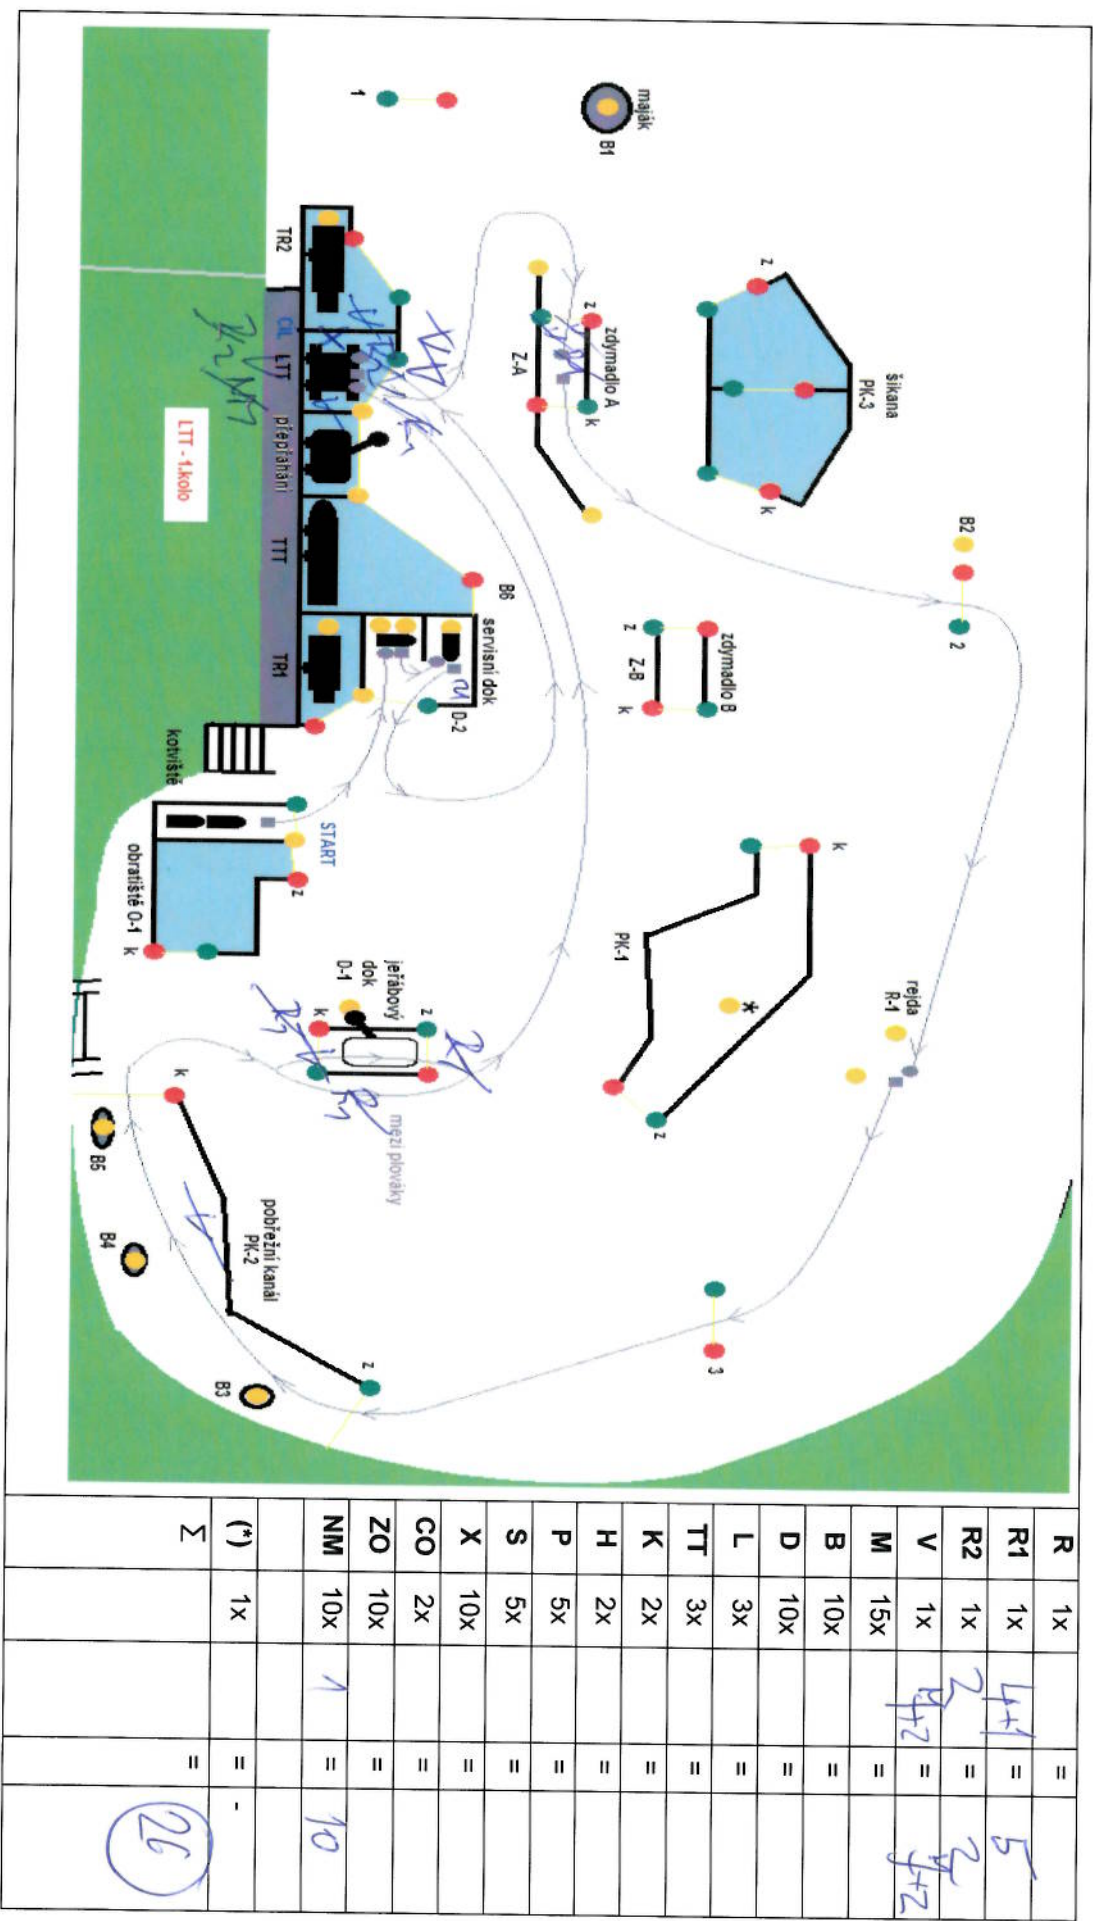 maják
B1
1
z
šikana
PK-3
k
B2
2
zdymadlo A
z
k
Z-A
zdymadlo B
z
k
Z-B
TR2
CíL
LTT
přepřahání
TTT
TR1
B6
servisní dok
D-2
kotviště
START
z
obratiště O-1
k
LTT - 1.kolo
k
PK-1
z
*
rejda
R-1
jeřábový
dok
D-1
k
z
mezi plováky
3
k
B5
B4
pobřežní kanál
PK-2
z
B3
R 1x =
R1 1x 4+1 = 5
R2 1x 2 = 2
V 1x +2 = +2
M 15x =
B 10x =
D 10x =
L 3x =
TT 3x =
K 2x =
H 2x =
P 5x =
S 5x =
X 10x =
CO 2x =
ZO 10x =
NM 10x 1 = 10
(*) 1x = -
Σ = 26